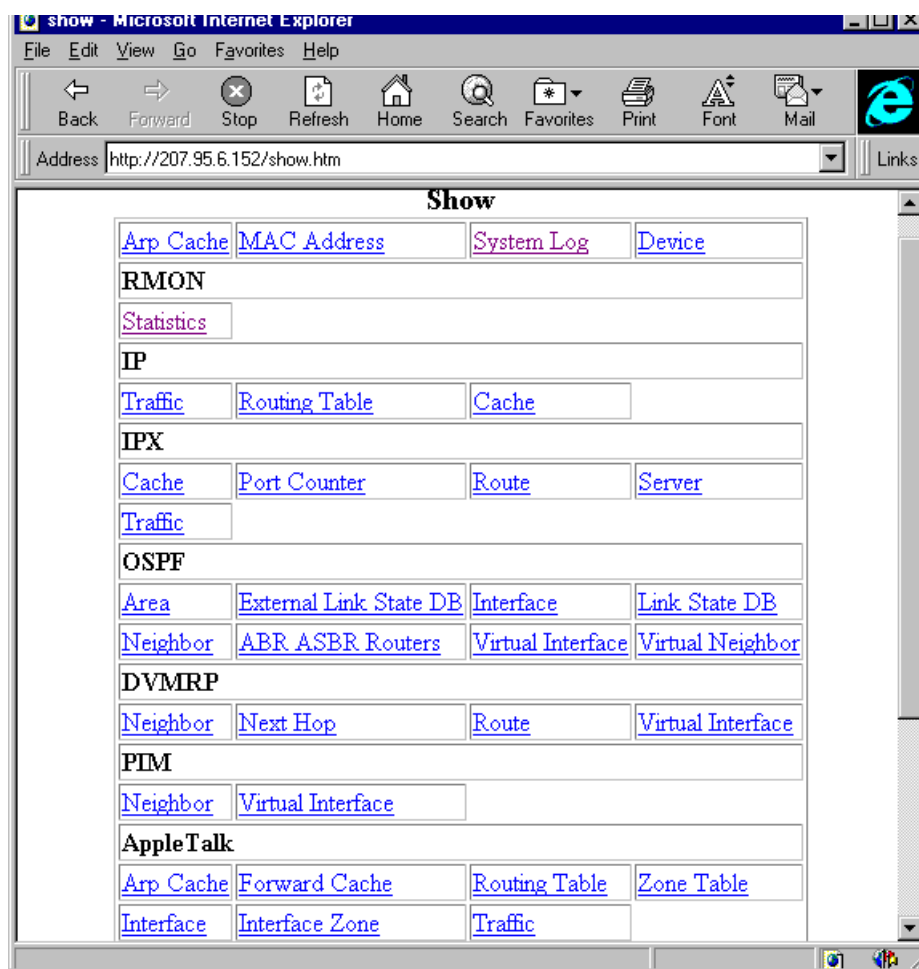 show - Microsoft Internet Explorer
File Edit View Go Favorites Help
Back Forward Stop Refresh Home Search Favorites Print Font Mail
Address http://207.95.6.152/show.htm Links
Show
Arp Cache MAC Address System Log Device
RMON
Statistics
IP
Traffic Routing Table Cache
IPX
Cache Port Counter Route Server
Traffic
OSPF
Area External Link State DB Interface Link State DB
Neighbor ABR ASBR Routers Virtual Interface Virtual Neighbor
DVMRP
Neighbor Next Hop Route Virtual Interface
PIM
Neighbor Virtual Interface
AppleTalk
Arp Cache Forward Cache Routing Table Zone Table
Interface Interface Zone Traffic